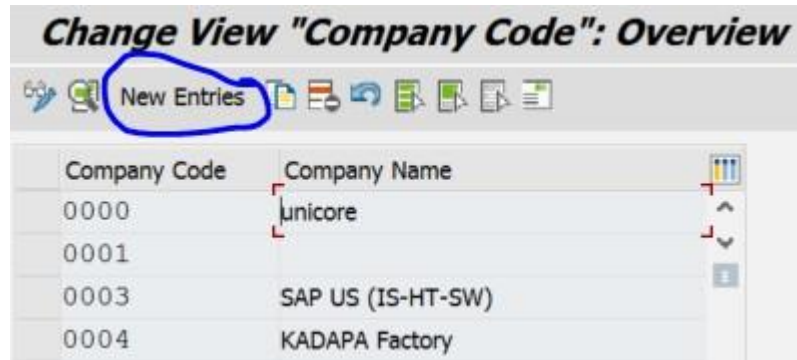 Change View "Company Code": Overview
New Entries
Company Code Company Name
0000 unicore
0001
0003 SAP US (IS-HT-SW)
0004 KADAPA Factory